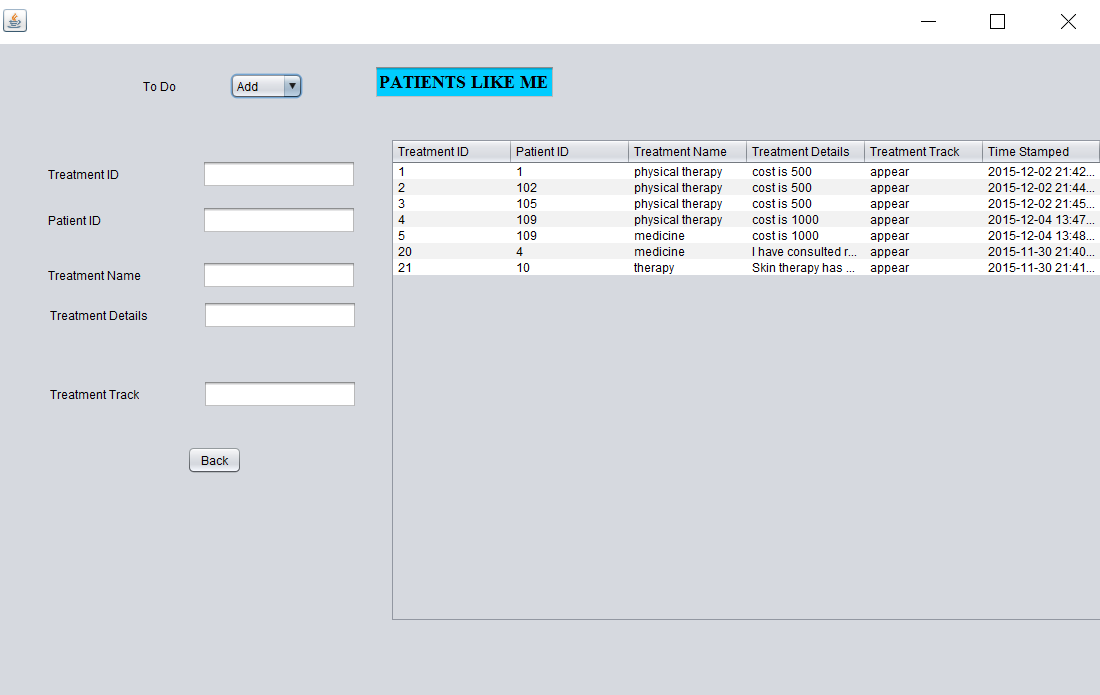 To Do Add PATIENTS LIKE ME
Treatment ID
Patient ID
Treatment Name
Treatment Details
Treatment Track
Back
Treatment ID Patient ID Treatment Name Treatment Details Treatment Track Time Stamped
1 1 physical therapy cost is 500 appear 2015-12-02 21:42...
2 102 physical therapy cost is 500 appear 2015-12-02 21:44...
3 105 physical therapy cost is 500 appear 2015-12-02 21:45...
4 109 physical therapy cost is 1000 appear 2015-12-04 13:47...
5 109 medicine cost is 1000 appear 2015-12-04 13:48...
20 4 medicine I have consulted r... appear 2015-11-30 21:40...
21 10 therapy Skin therapy has ... appear 2015-11-30 21:41...